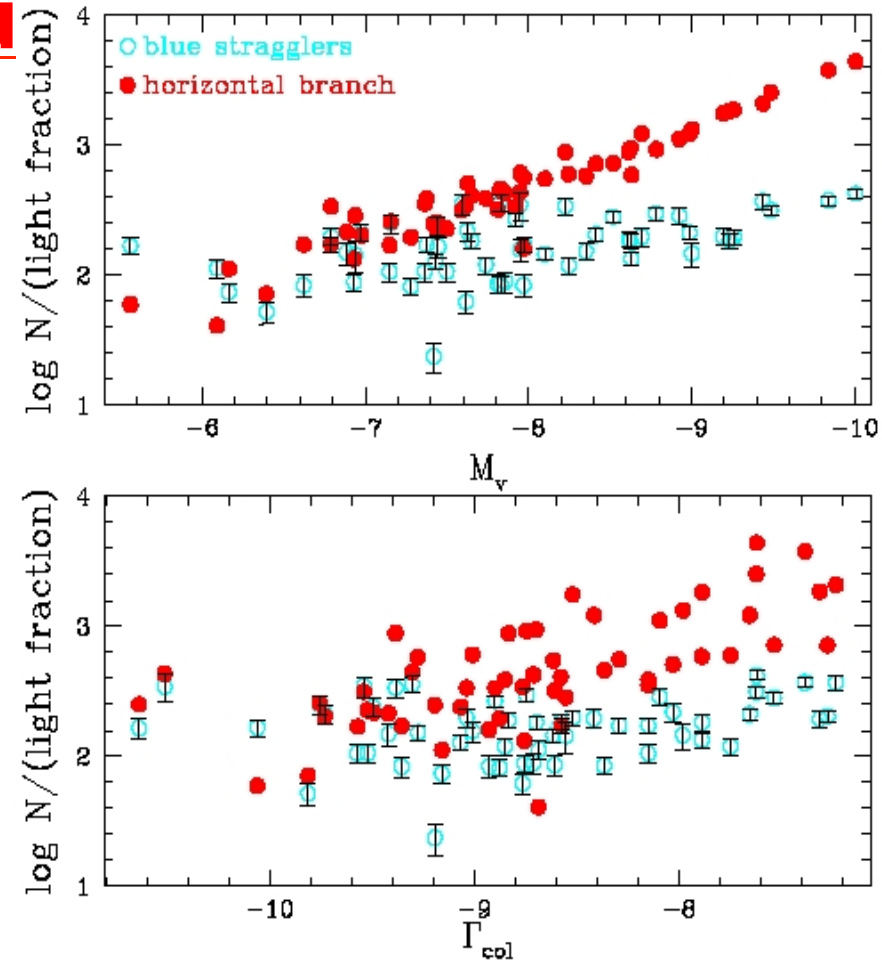 4
blue stragglers
horizontal branch
3
2
1
log N/(light fraction)
−6 −7 −8 −9 −10
M_v
4
3
2
1
log N/(light fraction)
−10 −9 −8
Γ_col